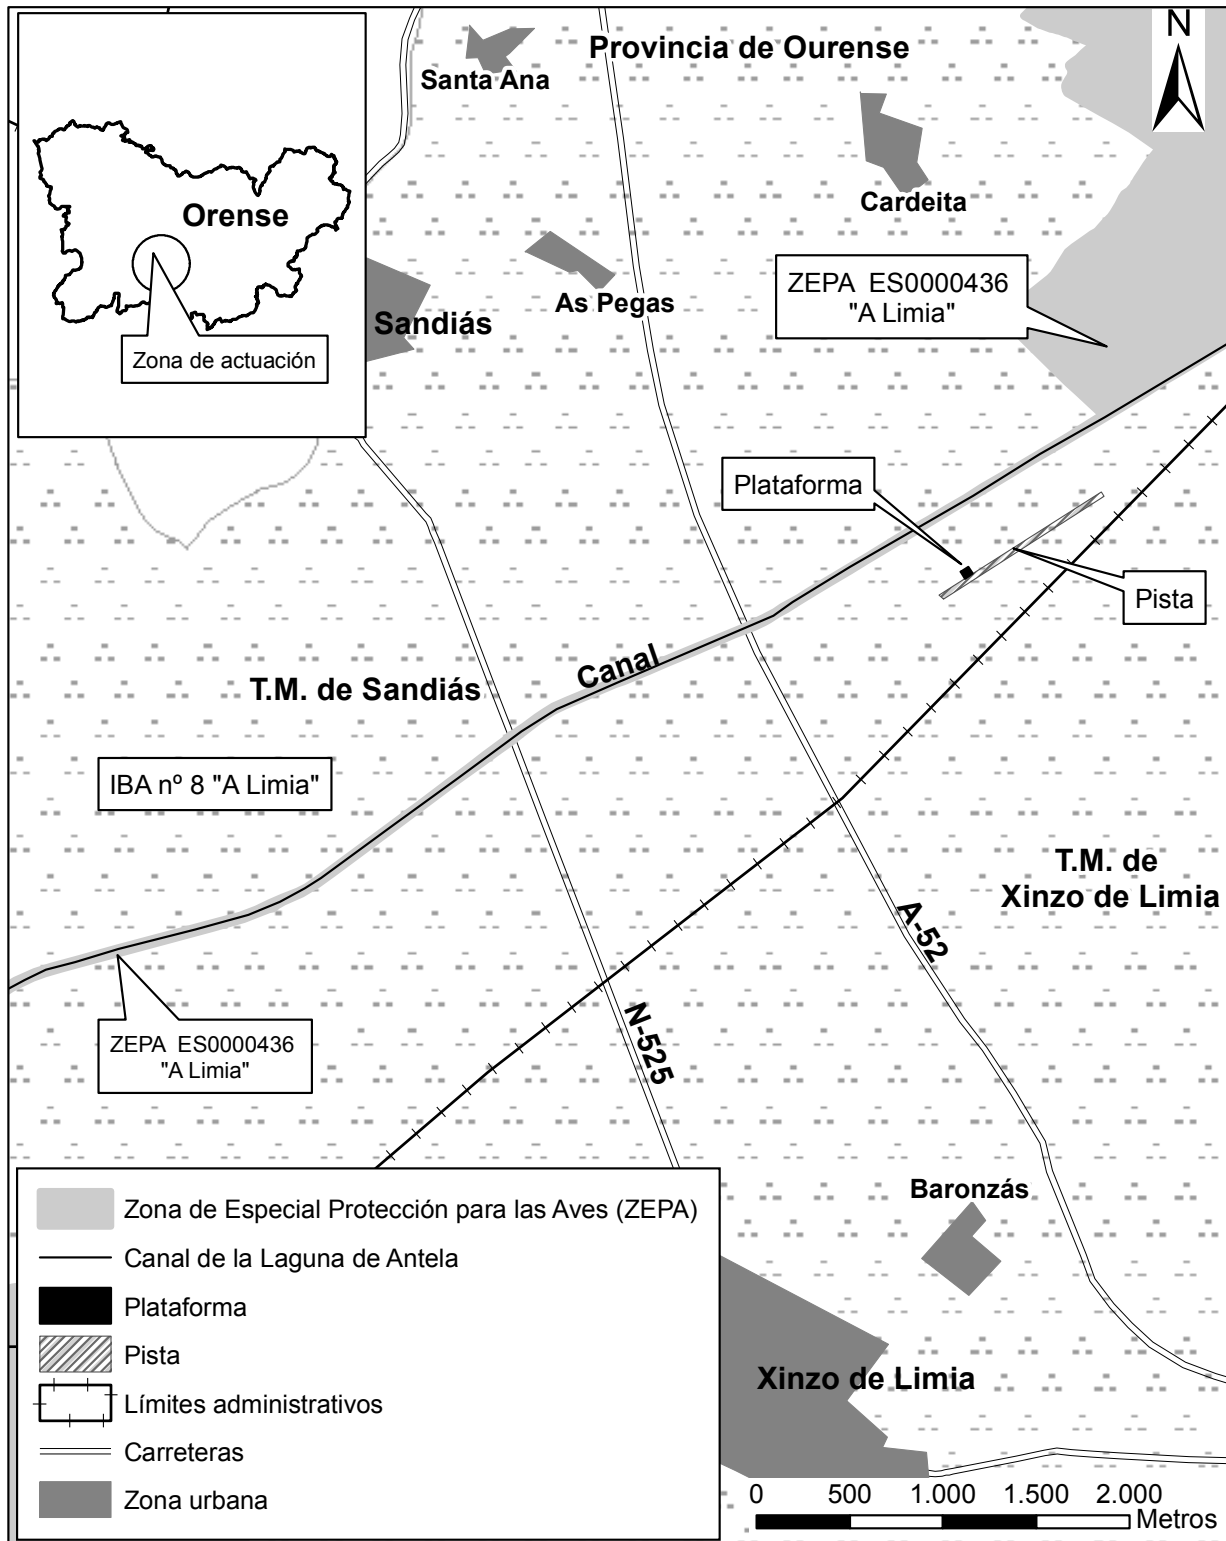 Provincia de Ourense
N
Santa Ana
Cardeita
Orense
Zona de actuación
As Pegas
Sandiás
ZEPA ES0000436
"A Limia"
Plataforma
Pista
Canal
T.M. de Sandiás
IBA nº 8 "A Limia"
T.M. de
Xinzo de Limia
A-52
N-525
ZEPA ES0000436
"A Limia"
Baronzás
Xinzo de Limia
Zona de Especial Protección para las Aves (ZEPA)
Canal de la Laguna de Antela
Plataforma
Pista
Límites administrativos
Carreteras
Zona urbana
0 500 1.000 1.500 2.000
Metros